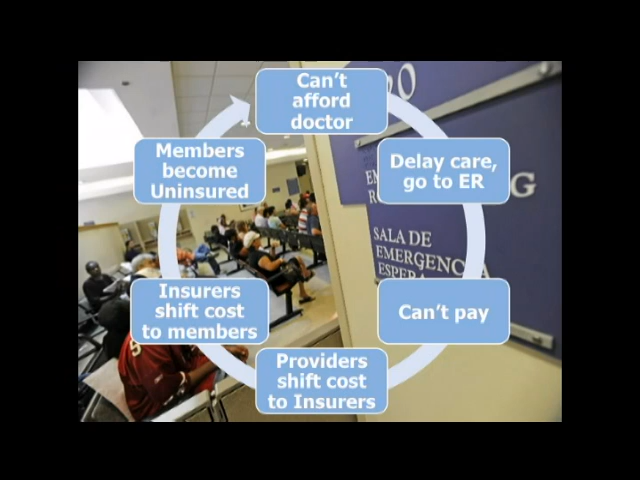 Can't
afford
doctor
Delay care,
go to ER
Can't pay
Providers
shift cost
to Insurers
Insurers
shift cost
to members
Members
become
Uninsured
SALA DE
EMERGENCIA